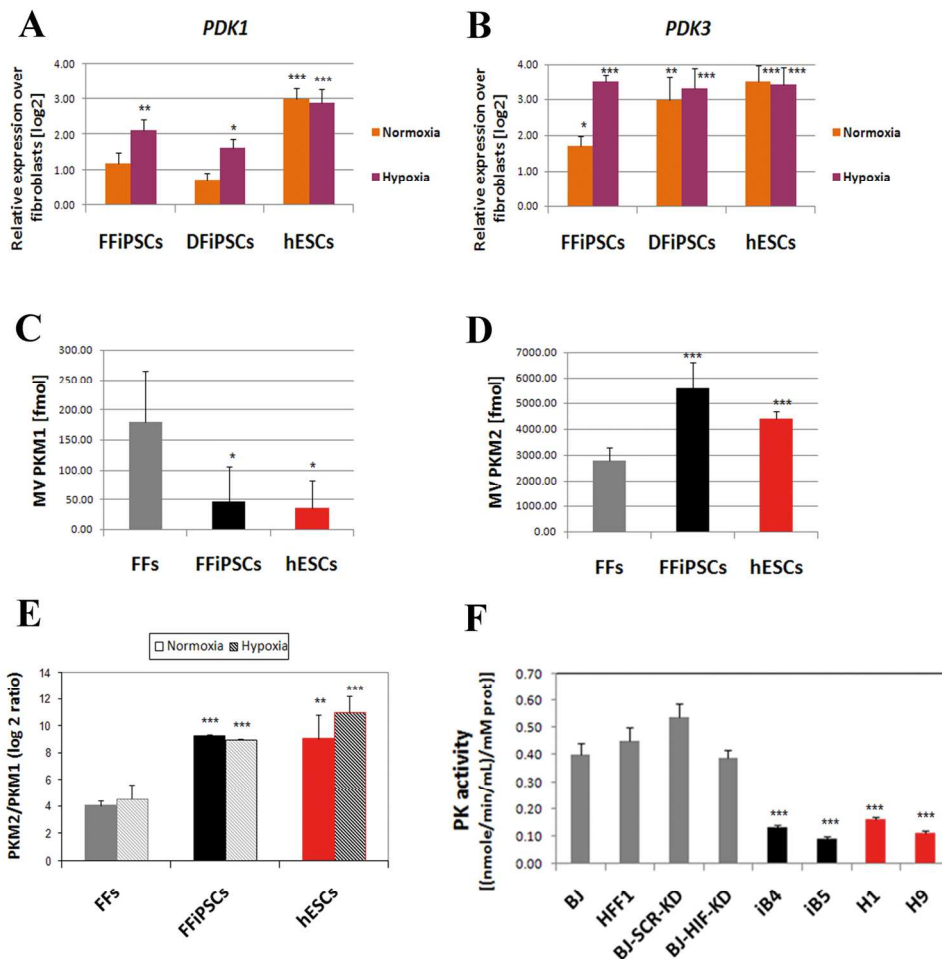 A
PDK1
Relative expression over
fibroblasts [log2]
4.00
3.00
2.00
1.00
0.00
**
*
***
***
FFiPSCs
DFiPSCs
hESCs
Normoxia
Hypoxia
B
PDK3
Relative expression over
fibroblasts [log2]
4.00
3.00
2.00
1.00
0.00
*
***
**
***
***
***
FFiPSCs
DFiPSCs
hESCs
Normoxia
Hypoxia
C
MV PKM1 [fmol]
300.00
250.00
200.00
150.00
100.00
50.00
0.00
*
*
FFs
FFiPSCs
hESCs
D
MV PKM2 [fmol]
7000.00
6000.00
5000.00
4000.00
3000.00
2000.00
1000.00
0.00
***
***
FFs
FFiPSCs
hESCs
E
Normoxia
Hypoxia
PKM2/PKM1 (log 2 ratio)
14
12
10
8
6
4
2
0
***
***
**
***
FFs
FFiPSCs
hESCs
F
PK activity
[(nmole/min/mL)/mM prot)]
0.70
0.60
0.50
0.40
0.30
0.20
0.10
0.00
***
***
***
***
BJ
HFF1
BJ-SCR-KD
BJ-HIF-KD
iB4
iB5
H1
H9